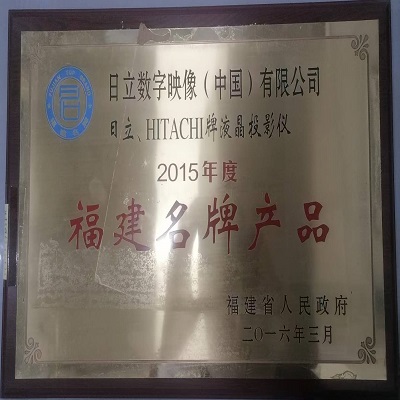 日立数字映像（中国）有限公司
日立、HITACHI牌液晶投影仪
2015年度
福建名牌产品
福建省人民政府
二〇一六年三月